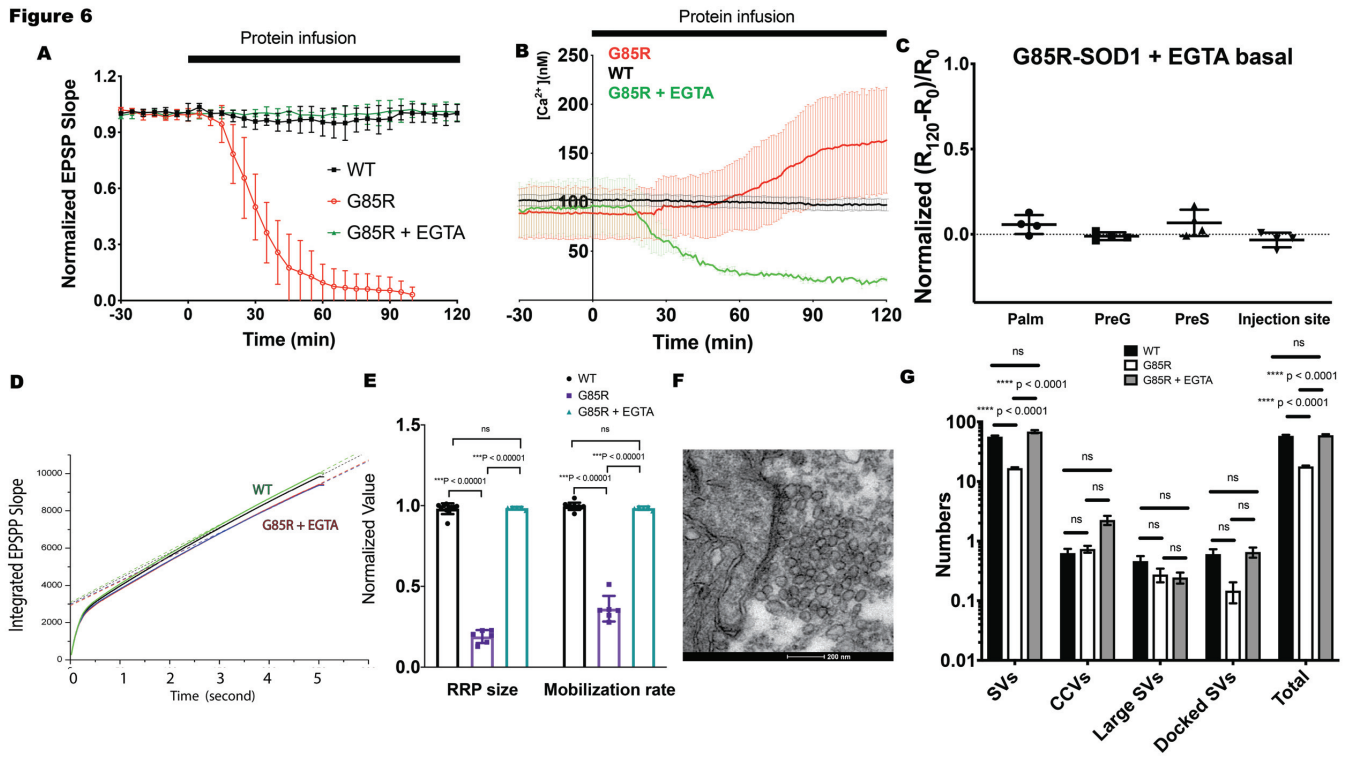 Figure 6
A
Protein infusion
Normalized EPSP Slope
1.2
0.9
0.6
0.3
0.0
WT
G85R
G85R + EGTA
-30 0 30 60 90 120
Time (min)
B
Protein infusion
[Ca2+](nM)
250
200
150
100
50
G85R
WT
G85R + EGTA
-30 0 30 60 90 120
Time (min)
C
G85R-SOD1 + EGTA basal
Normalized (R120-R0)/R0
1.0
0.5
0.0
Palm PreG PreS Injection site
D
Integrated EPSP Slope
10000
8000
6000
4000
2000
0
WT
G85R + EGTA
0 1 2 3 4 5
Time (second)
E
WT
G85R
G85R + EGTA
Normalized Value
1.5
1.0
0.5
0.0
ns
***P < 0.00001
***P < 0.00001
ns
***P < 0.00001
***P < 0.00001
RRP size Mobilization rate
F
200 nm
G
WT
G85R
G85R + EGTA
Numbers
100
10
1
0.1
0.01
ns
**** p < 0.0001
**** p < 0.0001
ns
ns
ns
ns
ns
ns
ns
ns
ns
ns
**** p < 0.0001
**** p < 0.0001
SVs
CCVs
Large SVs
Docked SVs
Total